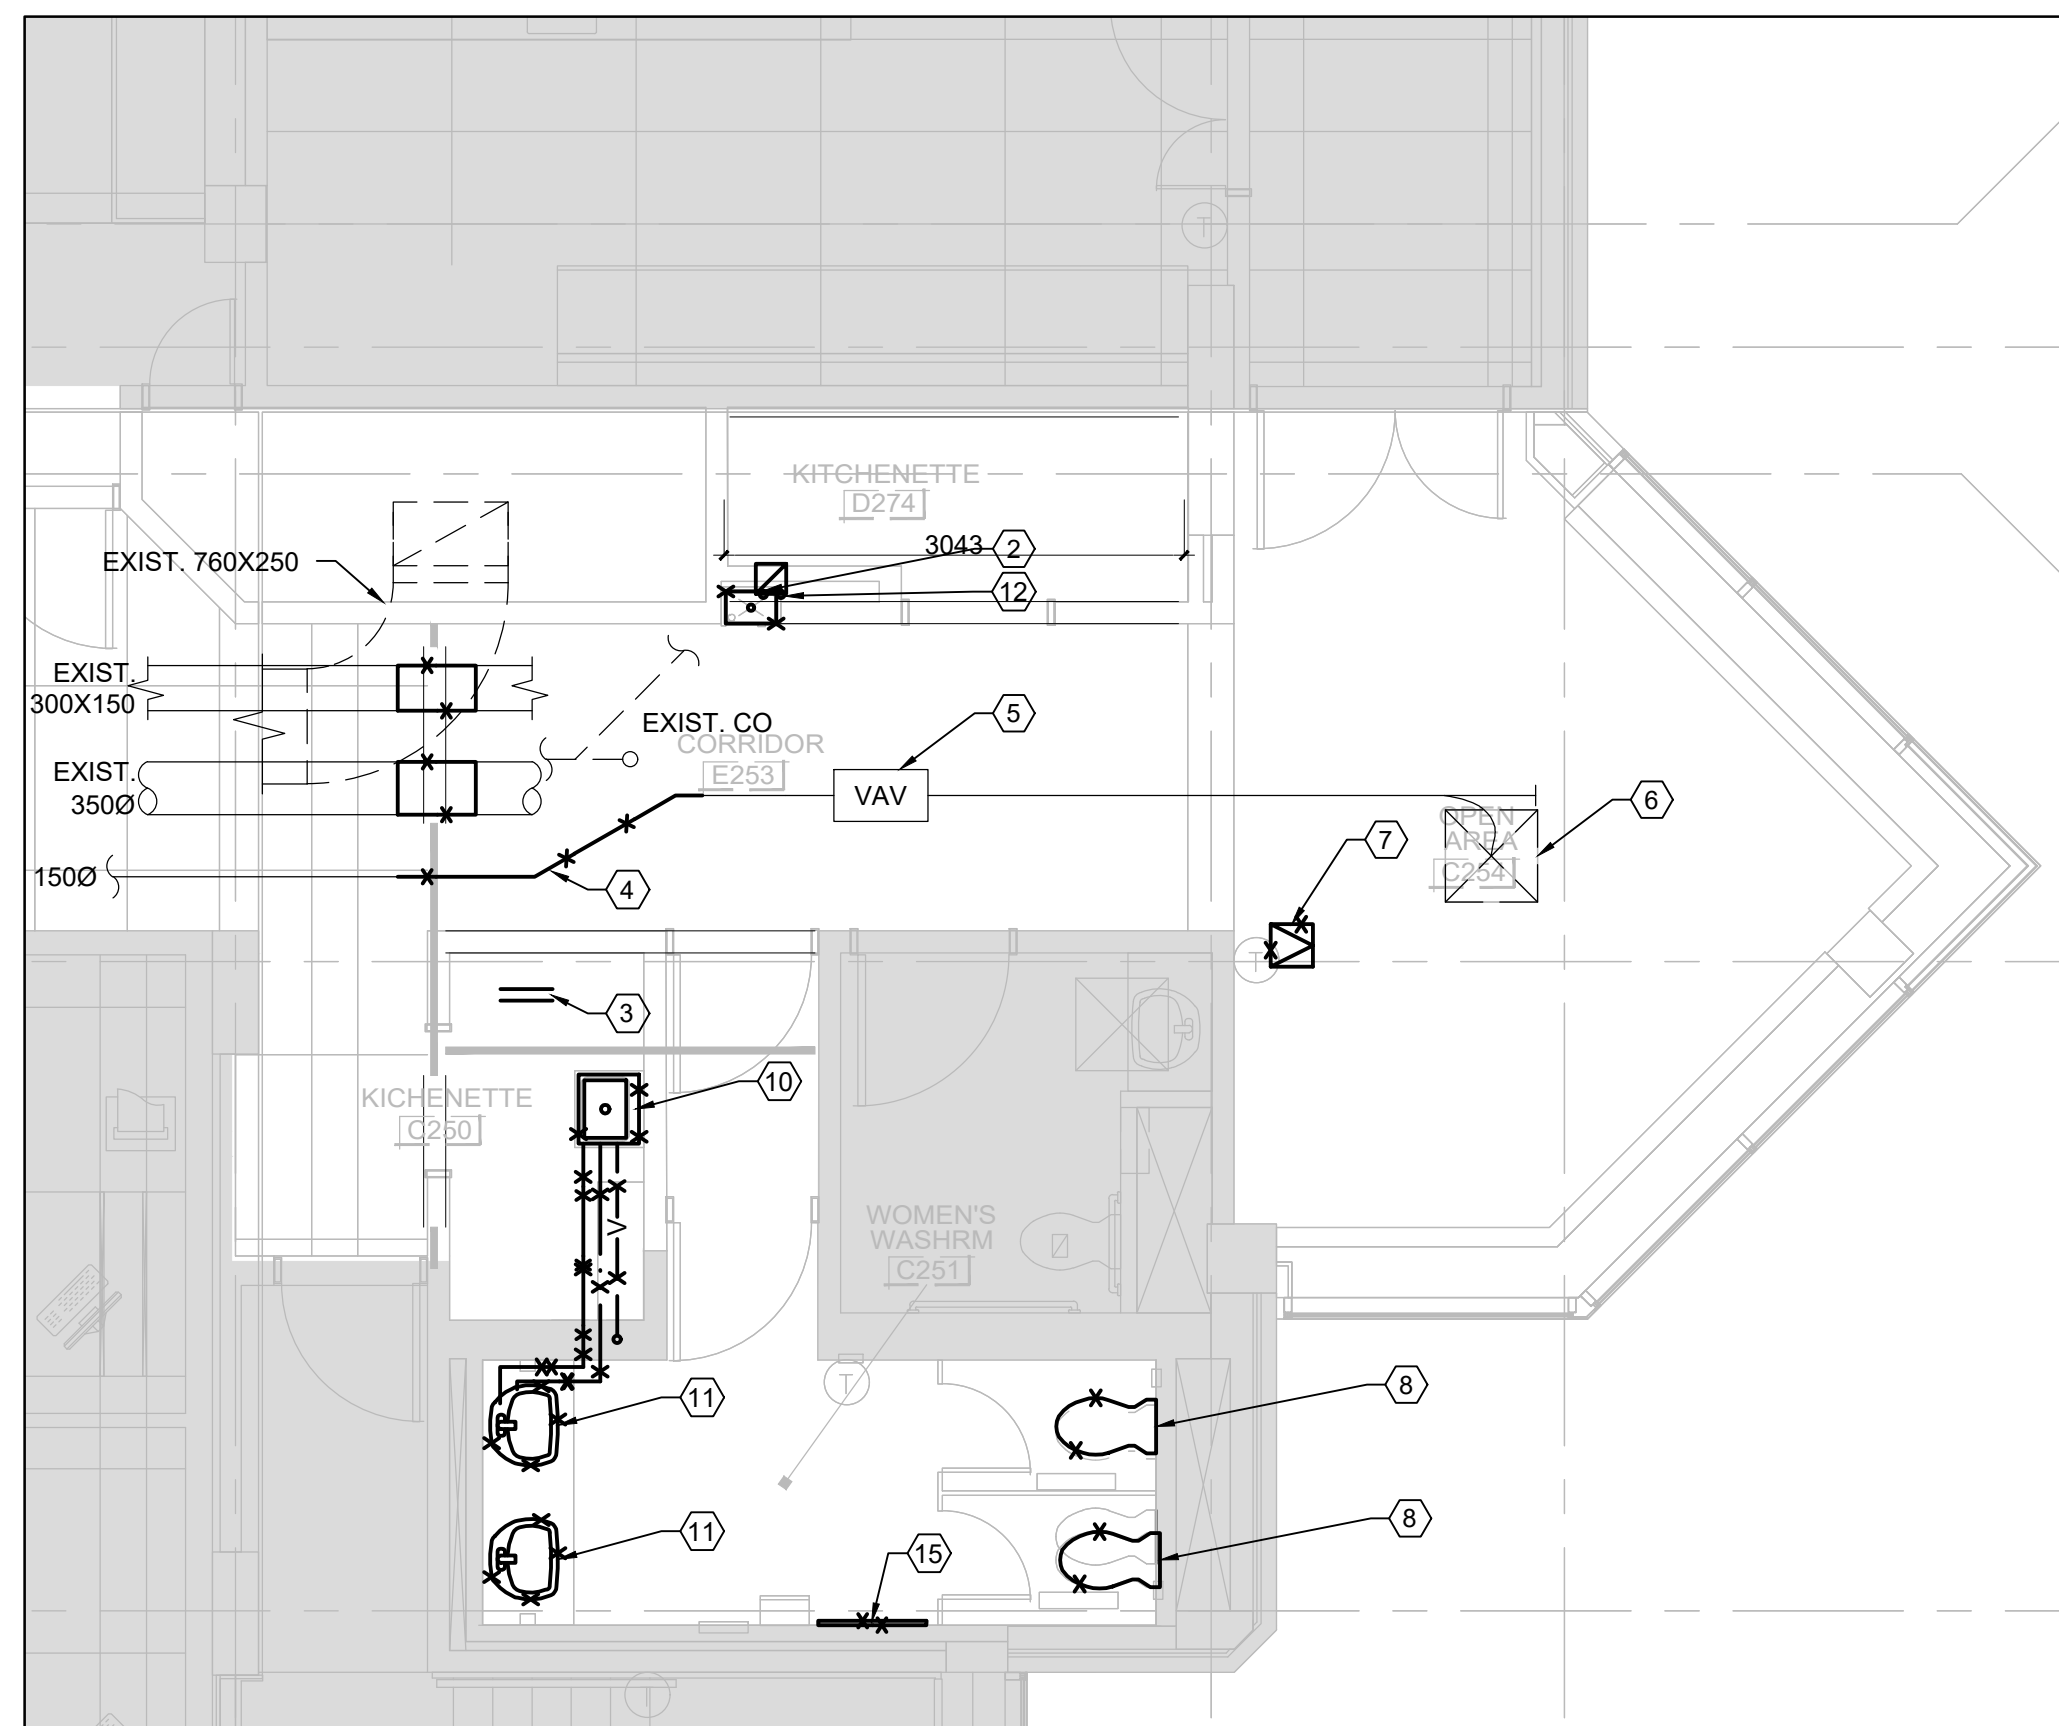 T
KITCHENETTE
D274
3043
2
12
EXIST. 760X250
EXIST.
300X150
EXIST. CO
5
CORRIDOR
E253
EXIST.
350Ø
VAV
6
OPEN
AREA
C254
7
150Ø
4
T
3
10
KICHENETTE
C250
V
WOMEN'S
WASHRM
C251
T
11
8
11
8
15